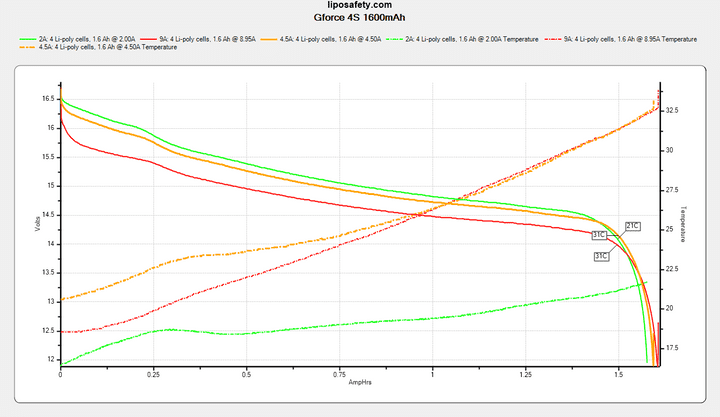 liposafety.com
Gforce 4S 1600mAh
2A: 4 Li-poly cells, 1.6 Ah @ 2.00A 9A: 4 Li-poly cells, 1.6 Ah @ 8.95A 4.5A: 4 Li-poly cells, 1.6 Ah @ 4.50A 2A: 4 Li-poly cells, 1.6 Ah @ 2.00A Temperature 9A: 4 Li-poly cells, 1.6 Ah @ 8.95A Temperature
4.5A: 4 Li-poly cells, 1.6 Ah @ 4.50A Temperature
16.5
16
15.5
15
14.5
14
13.5
13
12.5
12
Volts
32.5
30
27.5
25
22.5
20
17.5
Temperature
21C
31C
31C
0
0.25
0.5
0.75
1
1.25
1.5
AmpHrs